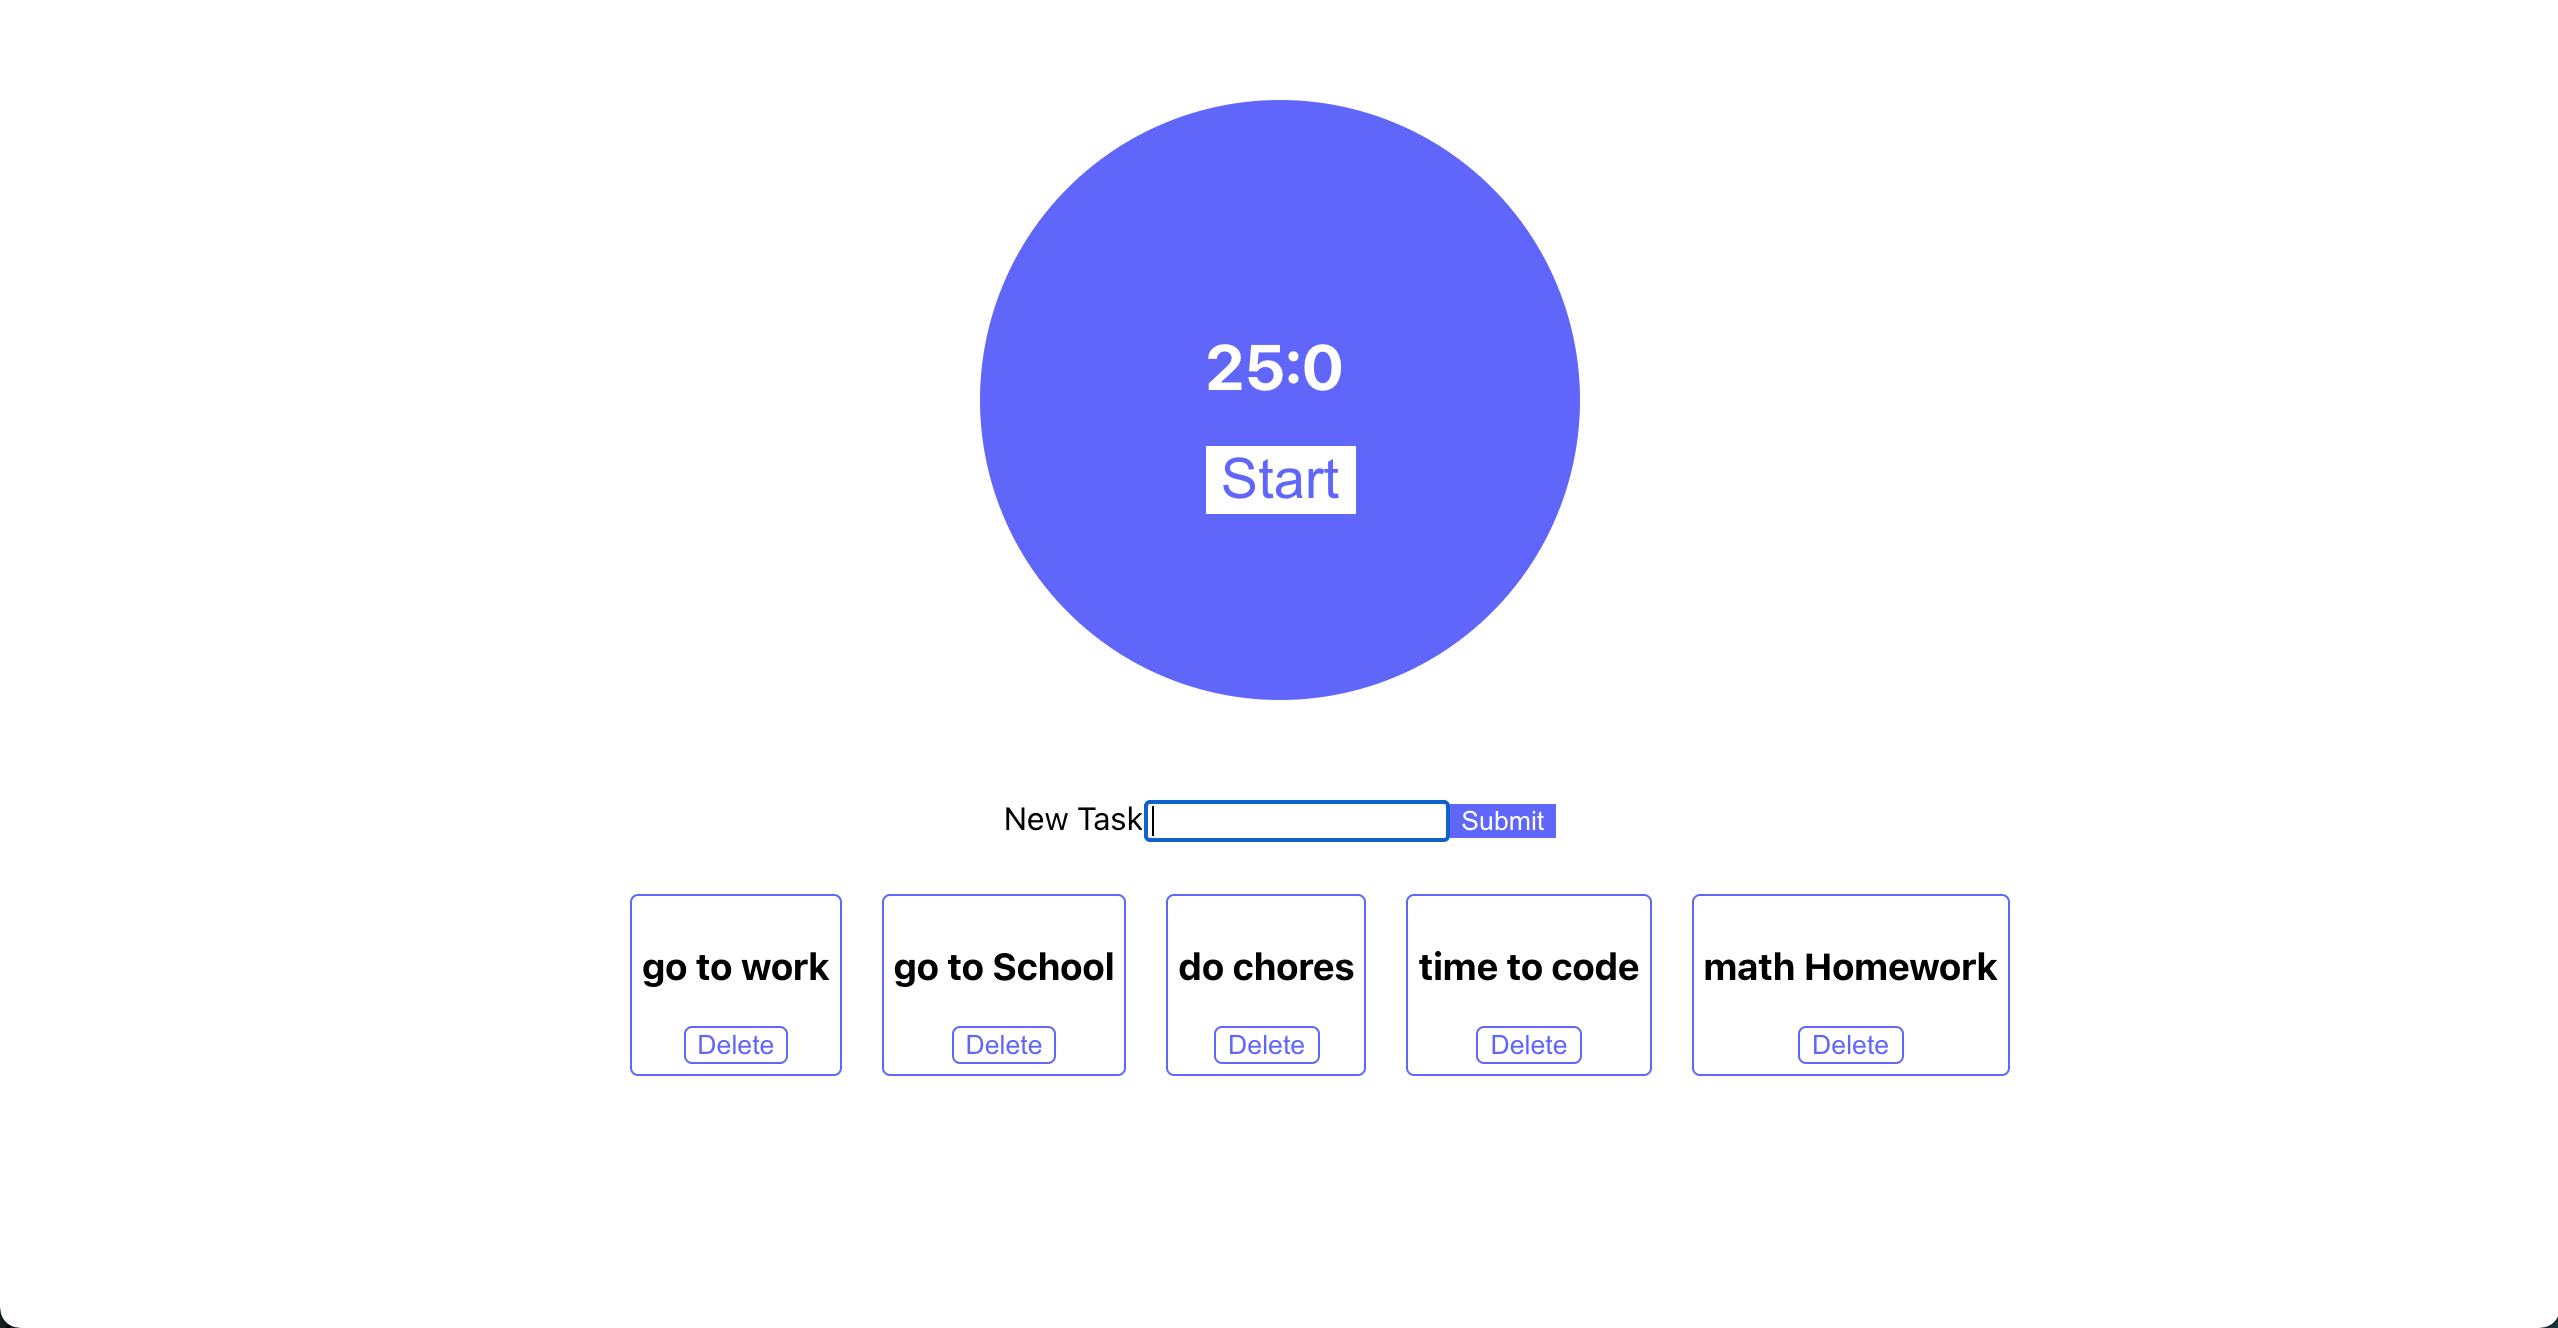 25:0
Start
New Task
Submit
go to work
go to School
do chores
time to code
math Homework
Delete
Delete
Delete
Delete
Delete